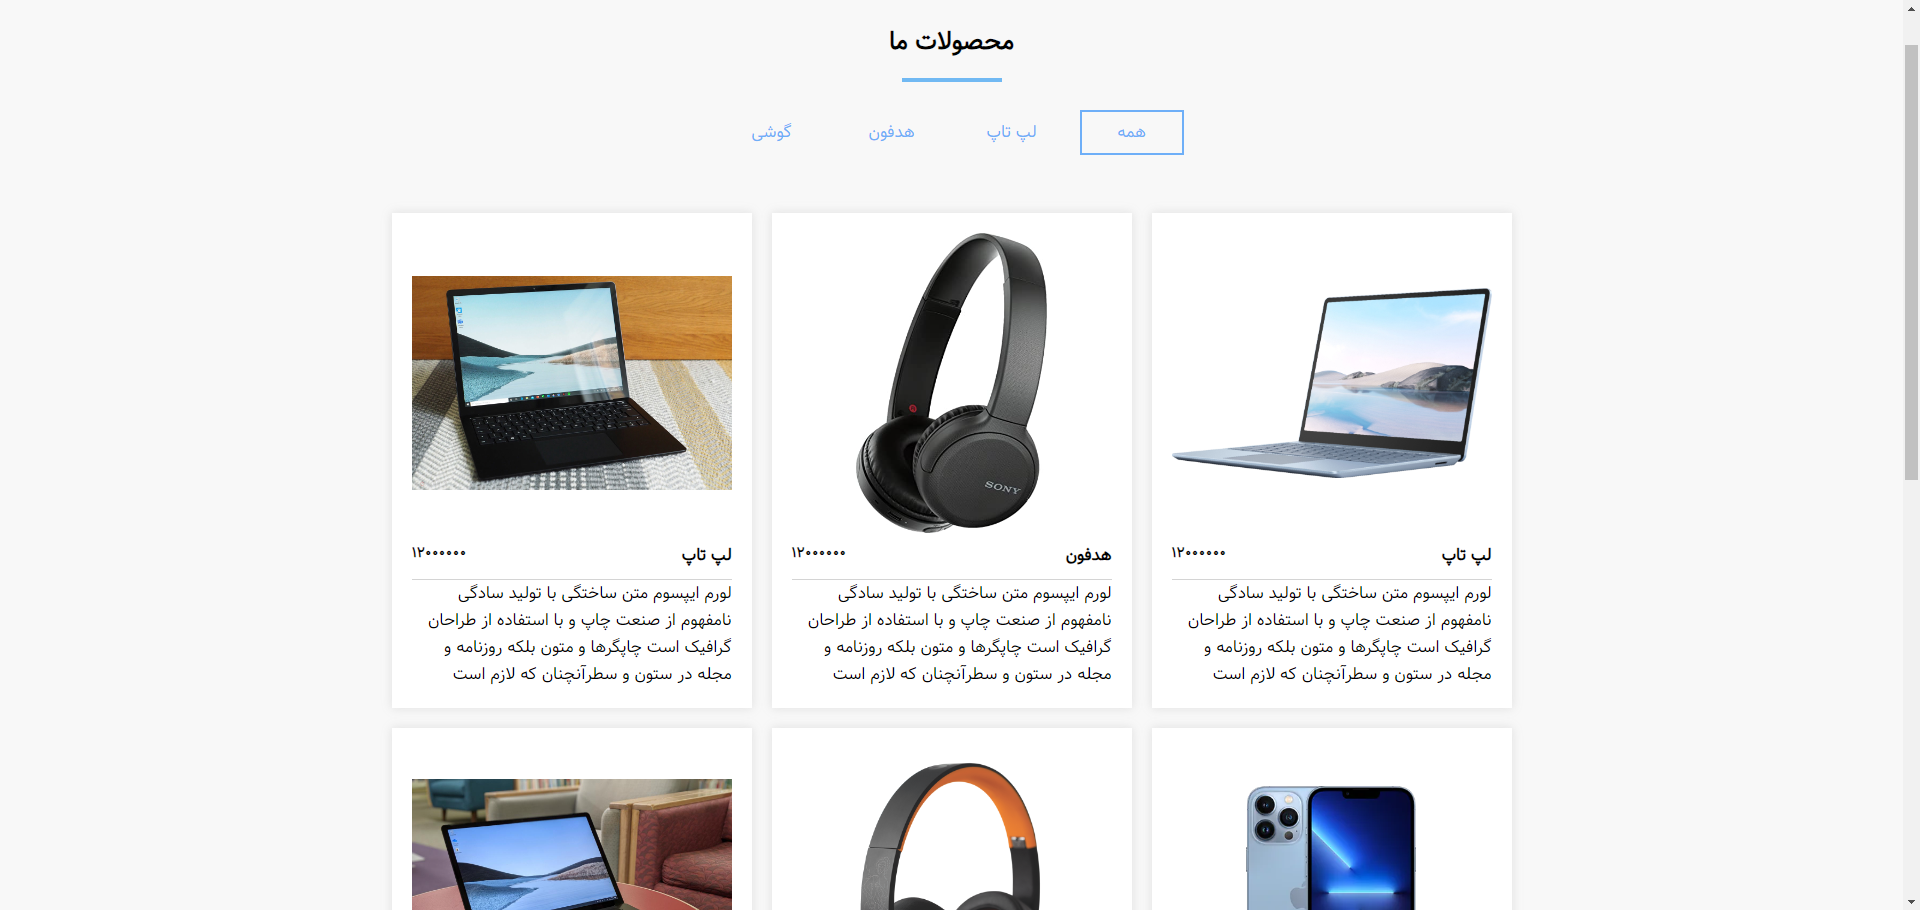 محصولات ما
همه
لپ تاپ
هدفون
گوشی
لپ تاپ
۱۲۰۰۰۰۰۰
لورم ایپسوم متن ساختگی با تولید سادگی
نامفهوم از صنعت چاپ و با استفاده از طراحان
گرافیک است چاپگرها و متون بلکه روزنامه و
مجله در ستون و سطرآنچنان که لازم است
SONY
هدفون
۱۲۰۰۰۰۰۰
لورم ایپسوم متن ساختگی با تولید سادگی
نامفهوم از صنعت چاپ و با استفاده از طراحان
گرافیک است چاپگرها و متون بلکه روزنامه و
مجله در ستون و سطرآنچنان که لازم است
لپ تاپ
۱۲۰۰۰۰۰۰
لورم ایپسوم متن ساختگی با تولید سادگی
نامفهوم از صنعت چاپ و با استفاده از طراحان
گرافیک است چاپگرها و متون بلکه روزنامه و
مجله در ستون و سطرآنچنان که لازم است